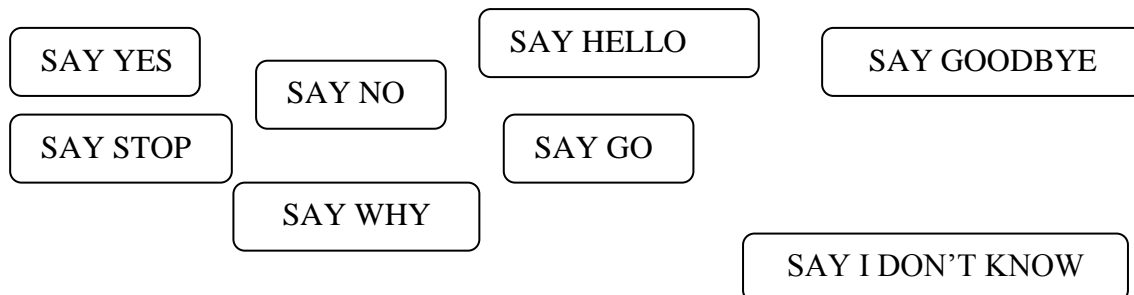 SAY HELLO
SAY YES
SAY GOODBYE
SAY NO
SAY STOP
SAY GO
SAY WHY
SAY I DON’T KNOW